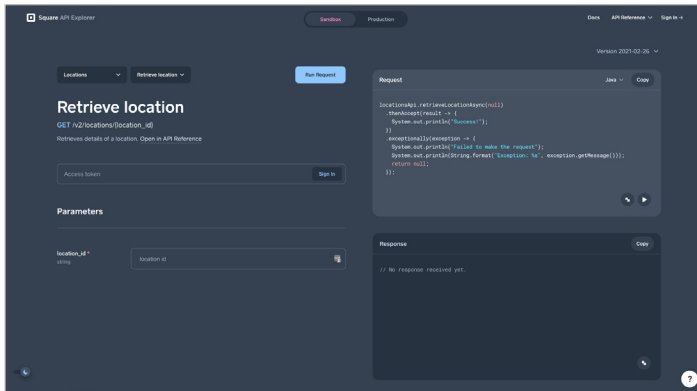 Square API Explorer
Sandbox
Production
Docs
API Reference
Sign In
Version 2021-02-26
Locations
Retrieve location
Run Request
Retrieve location
GET /v2/locations/{location_id}
Retrieves details of a location. Open in API Reference
Access token
Sign in
Parameters
location_id *
string
location id
Request
Java
Copy
locationsApi.retrieveLocationAsync(null)
.thenAccept(result -> {
System.out.println("Success!");
})
.exceptionally(exception -> {
System.out.println("Failed to make the request");
System.out.println(String.format("Exception: %s", exception.getMessage()));
return null;
});
Response
Copy
// No response received yet.
?